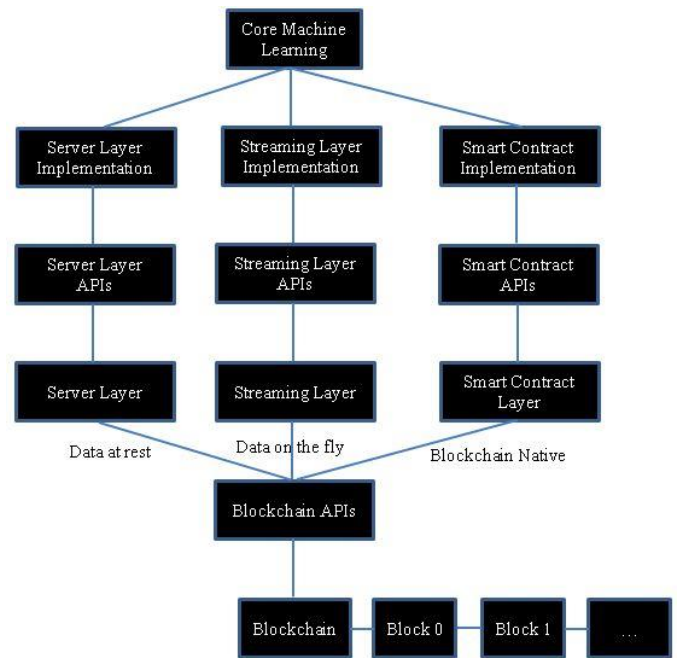 Core Machine
Learning
Server Layer
Implementation
Streaming Layer
Implementation
Smart Contract
Implementation
Server Layer
APIs
Streaming Layer
APIs
Smart Contract
APIs
Server Layer
Streaming Layer
Smart Contract
Layer
Data at rest
Data on the fly
Blockchain Native
Blockchain APIs
Blockchain
Block 0
Block 1
...